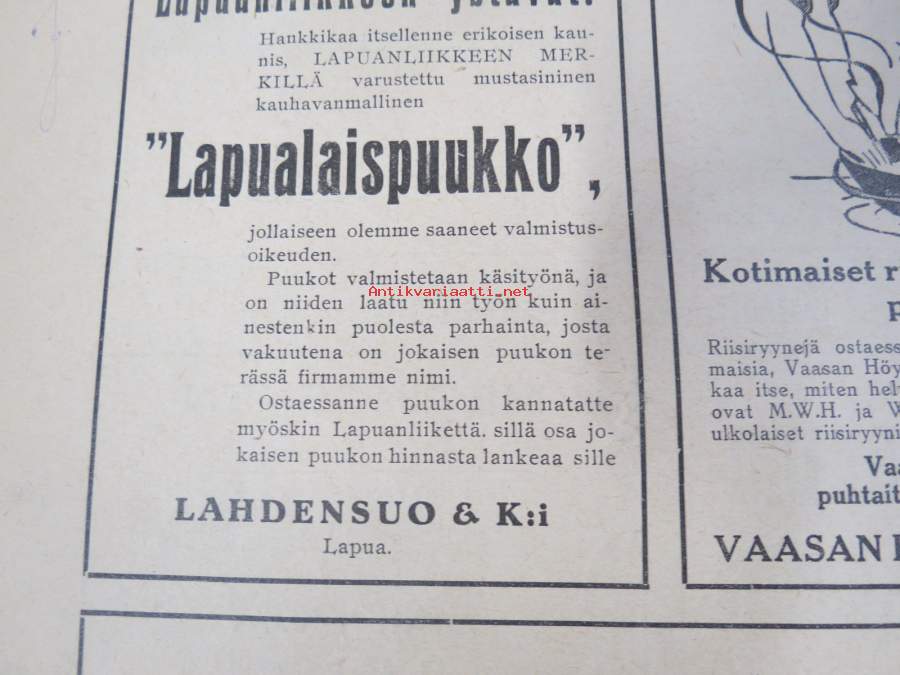 Lapuanliikkeen ystävät!
Hankkikaa itsellenne erikoisen kau-
nis, LAPUANLIIKKEEN MER-
KILLÄ varustettu mustasininen
kauhavanmallinen
"Lapualaispuukko",
jollaiseen olemme saaneet valmistus-
oikeuden.
Puukot valmistetaan käsityönä, ja
on niiden laatu niin työn kuin ai-
nestenkin puolesta parhainta, josta
vakuutena on jokaisen puukon te-
rässä firmamme nimi.
Ostaessanne puukon kannatatte
myöskin Lapuanliikettä. sillä osa jo-
kaisen puukon hinnasta lankeaa sille
LAHDENSUO & K:i
Lapua.
Antikvariaatti.net
Kotimaiset r
Riisiryynejä ostaess
maisia, Vaasan Höy
kaa itse, miten hel
ovat M.W.H. ja W
ulkolaiset riisiryyni
Vaa
puhtait
VAASAN